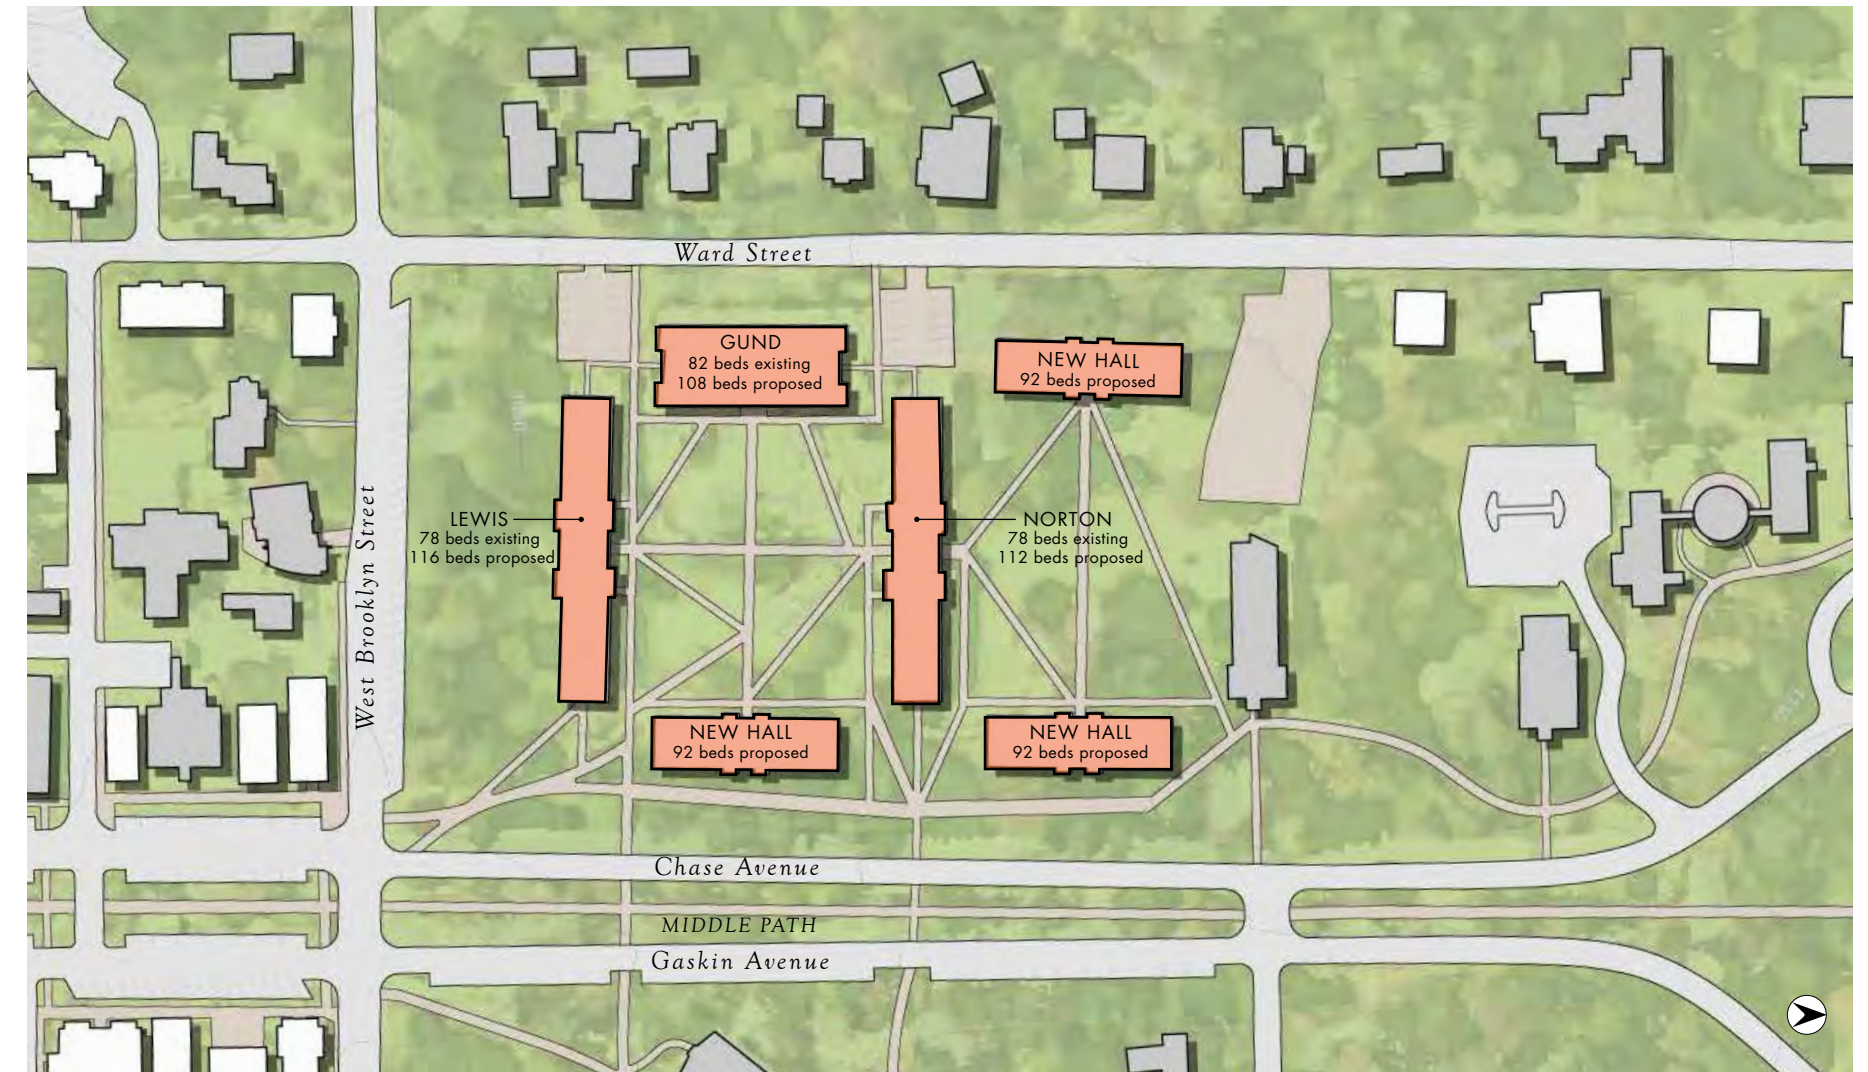 Ward Street
GUND
82 beds existing
108 beds proposed
NEW HALL
92 beds proposed
LEWIS
78 beds existing
116 beds proposed
NORTON
78 beds existing
112 beds proposed
West Brooklyn Street
NEW HALL
92 beds proposed
NEW HALL
92 beds proposed
Chase Avenue
MIDDLE PATH
Gaskin Avenue